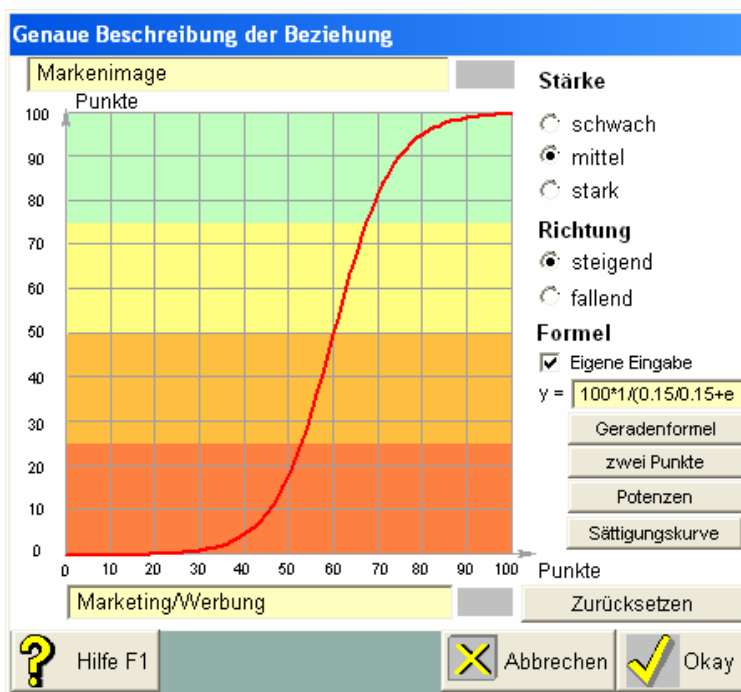 Genaue Beschreibung der Beziehung
Markenimage
Punkte
100
90
80
70
60
50
40
30
20
10
0
0 10 20 30 40 50 60 70 80 90 100
Punkte
Marketing/Werbung
Stärke
schwach
mittel
stark
Richtung
steigend
fallend
Formel
Eigene Eingabe
y = 100*1/(0.15/0.15+e
Geradenformel
zwei Punkte
Potenzen
Sättigungskurve
Zurücksetzen
? Hilfe F1
Abbrechen
Okay